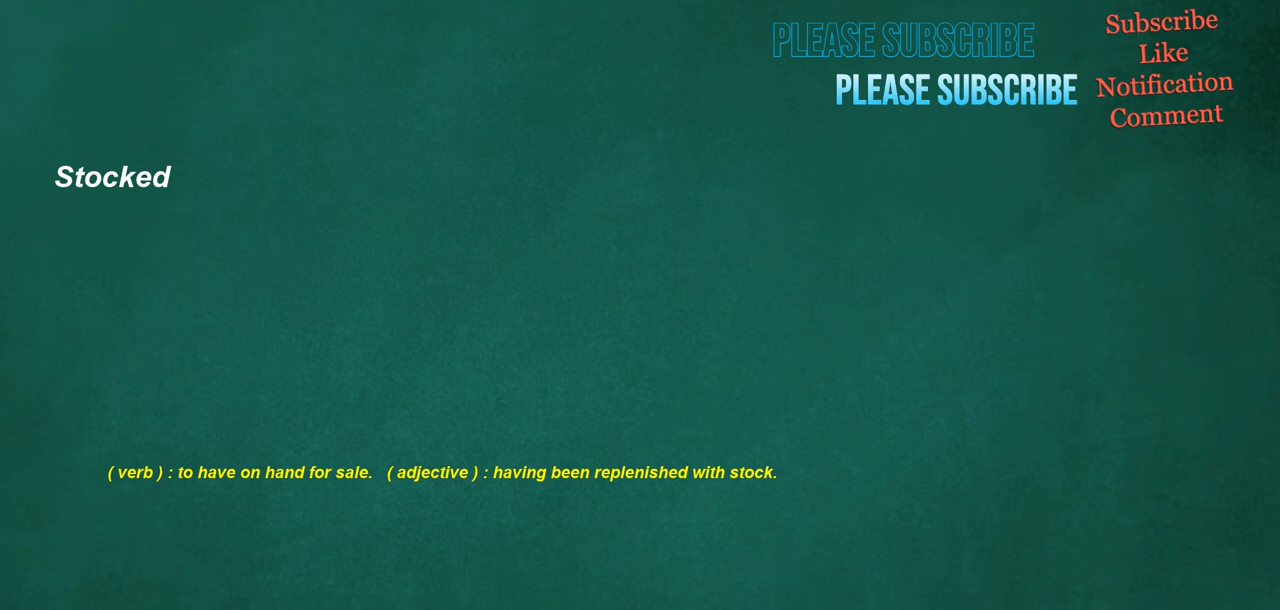 PLEASE SUBSCRIBE
PLEASE SUBSCRIBE
Subscribe
Like
Notification
Comment
Stocked
( verb ) : to have on hand for sale. ( adjective ) : having been replenished with stock.